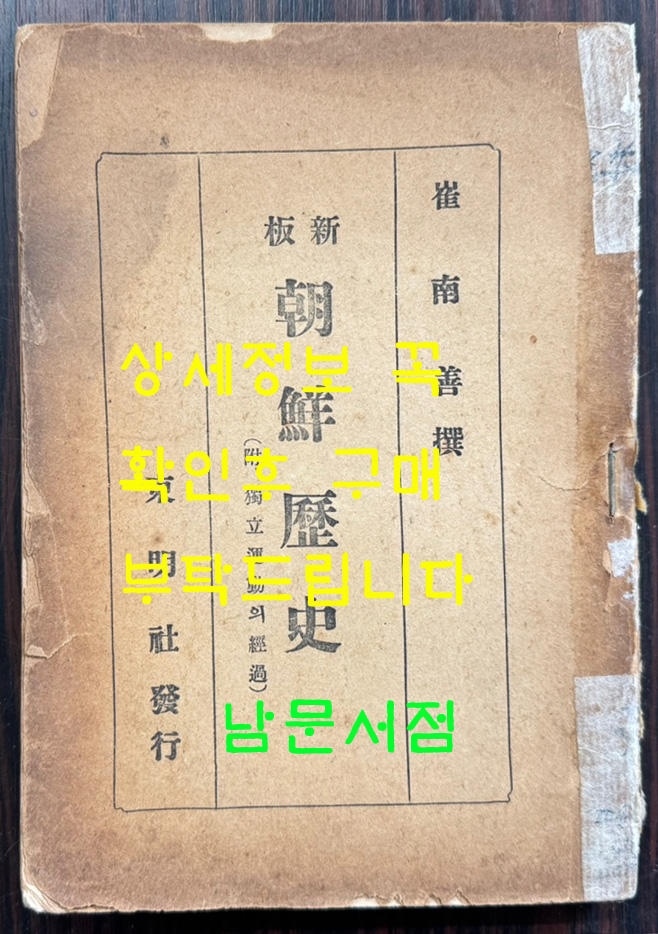 崔南善撰
新板
朝鮮歷史
(附 獨立運動의經過)
東明社發行
상세정보 꼭
확인후 구매
부탁드립니다
남문서점